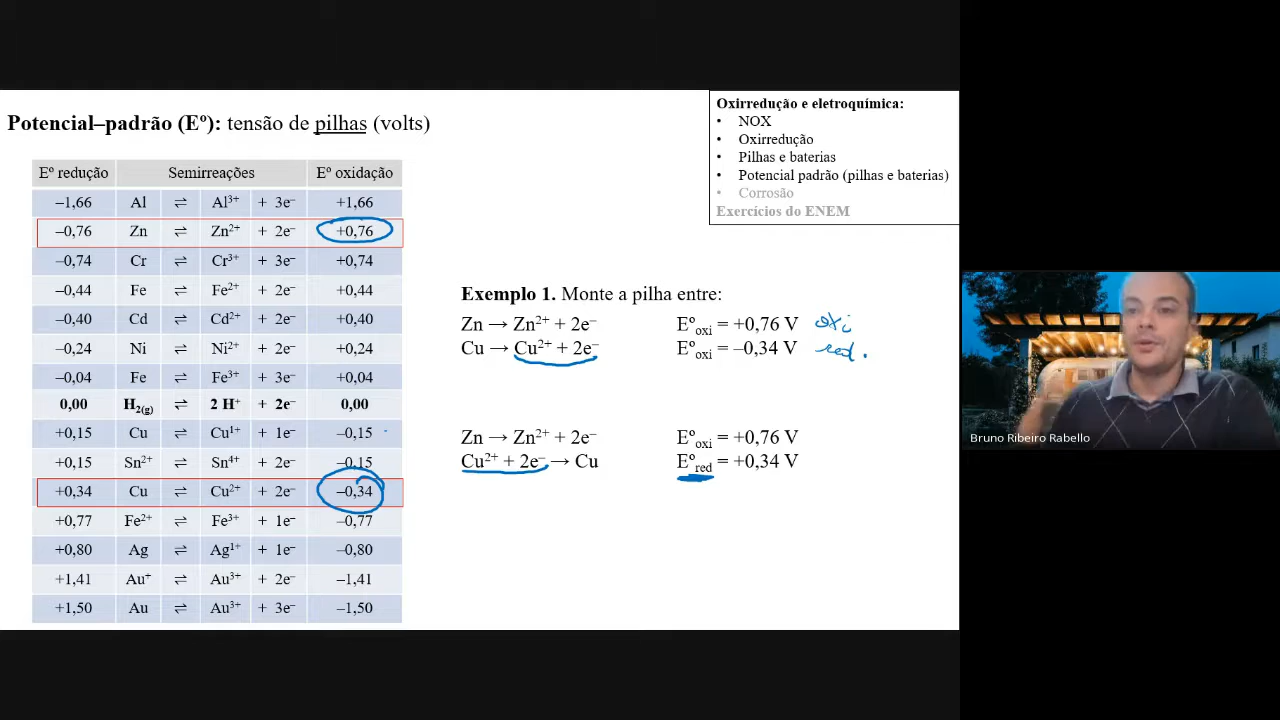 Potencial–padrão (Eº): tensão de pilhas (volts)
Oxirredução e eletroquímica:
• NOX
• Oxirredução
• Pilhas e baterias
• Potencial padrão (pilhas e baterias)
• Corrosão
Exercícios do ENEM
Eº redução Semirreações Eº oxidação
–1,66 Al ⇌ Al³⁺ + 3e⁻ +1,66
–0,76 Zn ⇌ Zn²⁺ + 2e⁻ +0,76
–0,74 Cr ⇌ Cr³⁺ + 3e⁻ +0,74
–0,44 Fe ⇌ Fe²⁺ + 2e⁻ +0,44
–0,40 Cd ⇌ Cd²⁺ + 2e⁻ +0,40
–0,24 Ni ⇌ Ni²⁺ + 2e⁻ +0,24
–0,04 Fe ⇌ Fe³⁺ + 3e⁻ +0,04
0,00 H₂₍g₎ ⇌ 2 H⁺ + 2e⁻ 0,00
+0,15 Cu ⇌ Cu¹⁺ + 1e⁻ –0,15
+0,15 Sn²⁺ ⇌ Sn⁴⁺ + 2e⁻ –0,15
+0,34 Cu ⇌ Cu²⁺ + 2e⁻ –0,34
+0,77 Fe²⁺ ⇌ Fe³⁺ + 1e⁻ –0,77
+0,80 Ag ⇌ Ag¹⁺ + 1e⁻ –0,80
+1,41 Au⁺ ⇌ Au³⁺ + 2e⁻ –1,41
+1,50 Au ⇌ Au³⁺ + 3e⁻ –1,50
Exemplo 1. Monte a pilha entre:
Zn → Zn²⁺ + 2e⁻ Eºoxi = +0,76 V oxi
Cu → Cu²⁺ + 2e⁻ Eºoxi = –0,34 V red.
Zn → Zn²⁺ + 2e⁻ Eºoxi = +0,76 V
Cu²⁺ + 2e⁻ → Cu Eºred = +0,34 V
Bruno Ribeiro Rabello